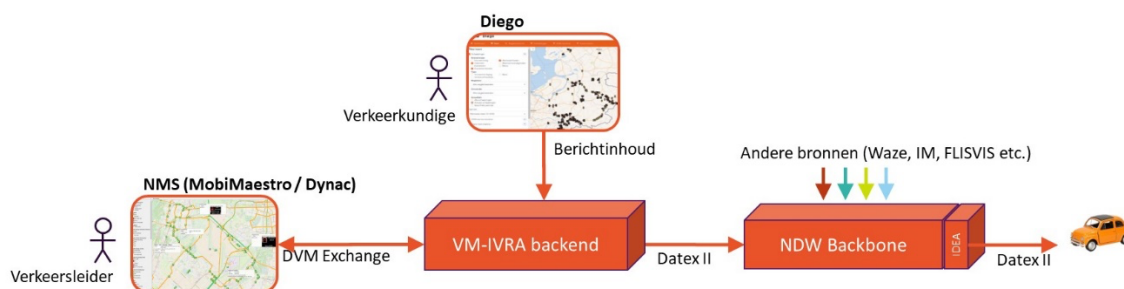 Diego
Verkeerkundige
Berichtinhoud
Andere bronnen (Waze, IM, FLISVIS etc.)
NMS (MobiMaestro / Dynac)
VM-IVRA backend
NDW Backbone
IDEA
Verkeersleider
DVM Exchange
Datex II
Datex II